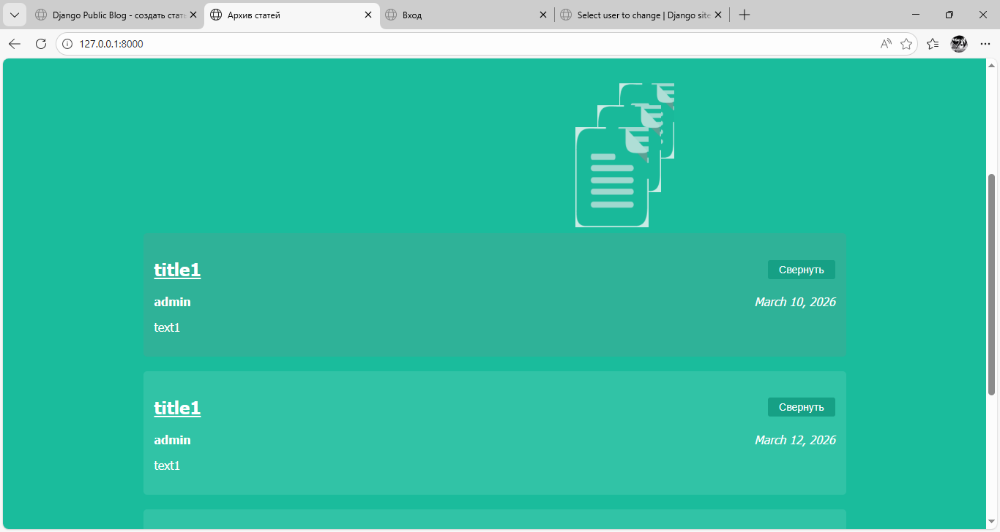 Django Public Blog - создать стат
Архив статей
Вход
Select user to change | Django site
127.0.0.1:8000
title1
Свернуть
admin
March 10, 2026
text1
title1
Свернуть
admin
March 12, 2026
text1